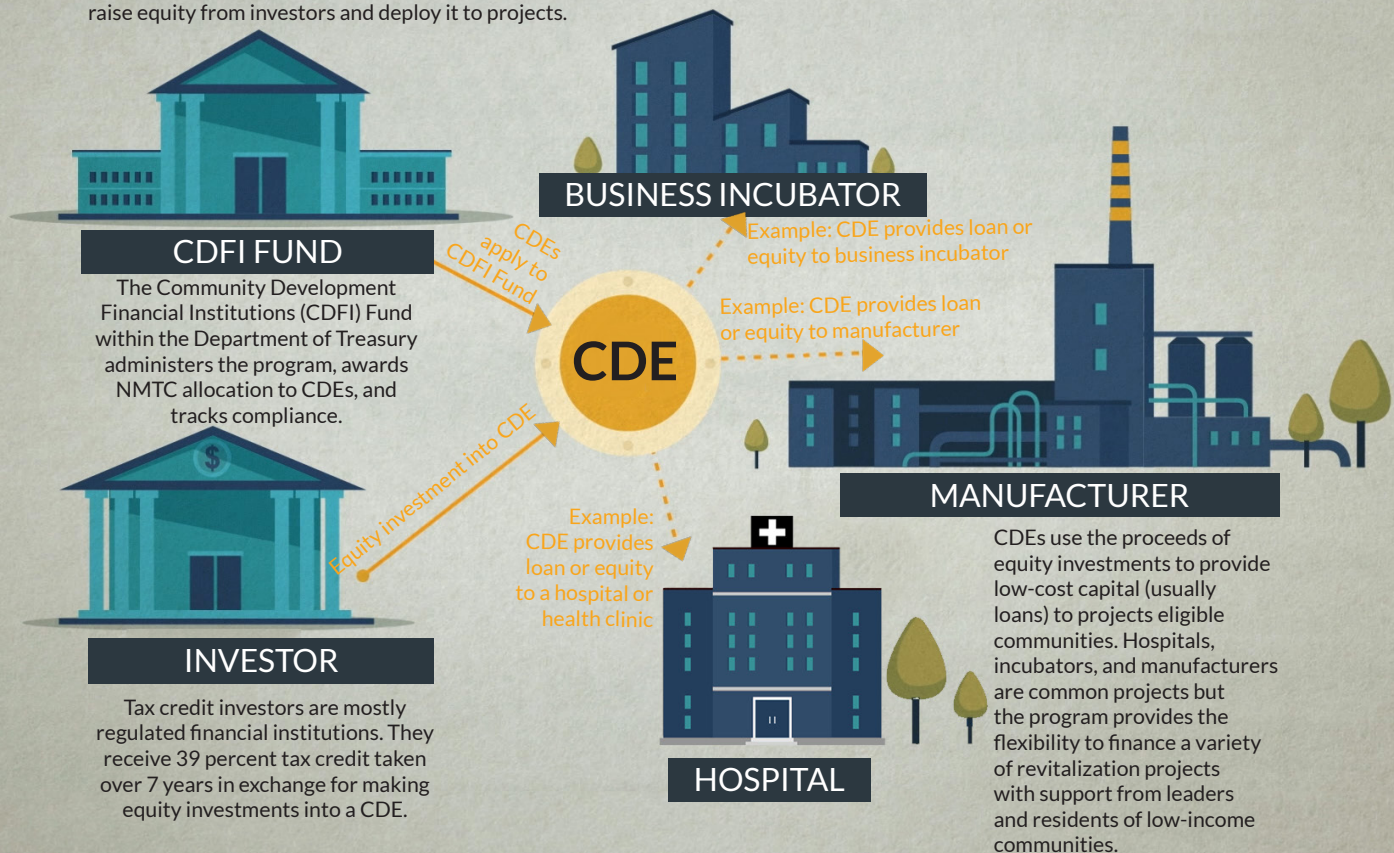 raise equity from investors and deploy it to projects.
BUSINESS INCUBATOR
CDFI FUND
The Community Development
Financial Institutions (CDFI) Fund
within the Department of Treasury
administers the program, awards
NMTC allocation to CDEs, and
tracks compliance.
CDEs
apply to
CDFI Fund
Example: CDE provides loan or
equity to business incubator
Example: CDE provides loan
or equity to manufacturer
CDE
$
Equity investment into CDE
INVESTOR
Tax credit investors are mostly
regulated financial institutions. They
receive 39 percent tax credit taken
over 7 years in exchange for making
equity investments into a CDE.
Example:
CDE provides
loan or equity
to a hospital or
health clinic
HOSPITAL
MANUFACTURER
CDEs use the proceeds of
equity investments to provide
low-cost capital (usually
loans) to projects eligible
communities. Hospitals,
incubators, and manufacturers
are common projects but
the program provides the
flexibility to finance a variety
of revitalization projects
with support from leaders
and residents of low-income
communities.